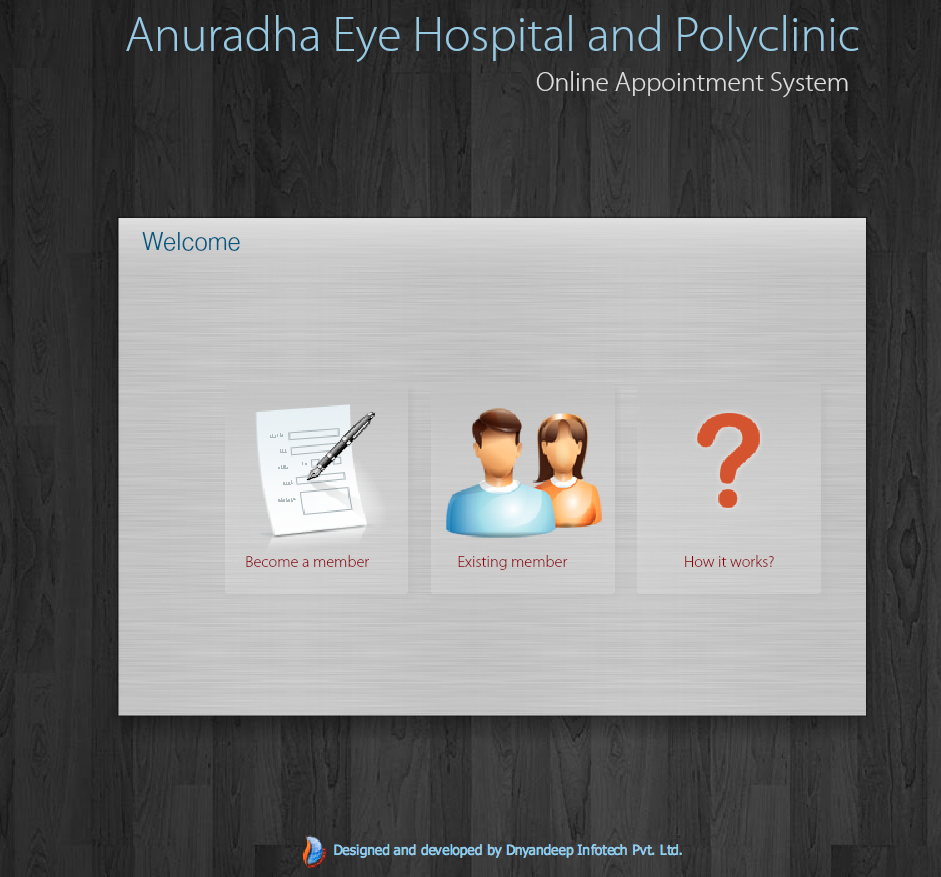 Anuradha Eye Hospital and Polyclinic
Online Appointment System
Welcome
Become a member
Existing member
How it works?
Designed and developed by Dnyandeep Infotech Pvt. Ltd.